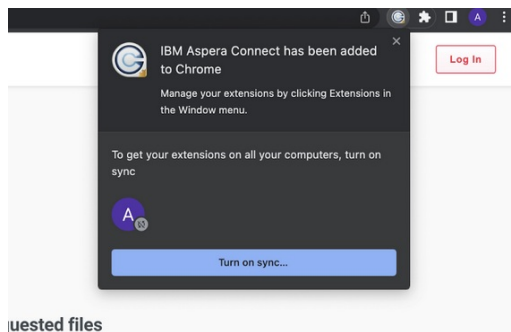 A
IBM Aspera Connect has been added
to Chrome
Log In
Manage your extensions by clicking Extensions in
the Window menu.
To get your extensions on all your computers, turn on
sync
A
Turn on sync...
uested files